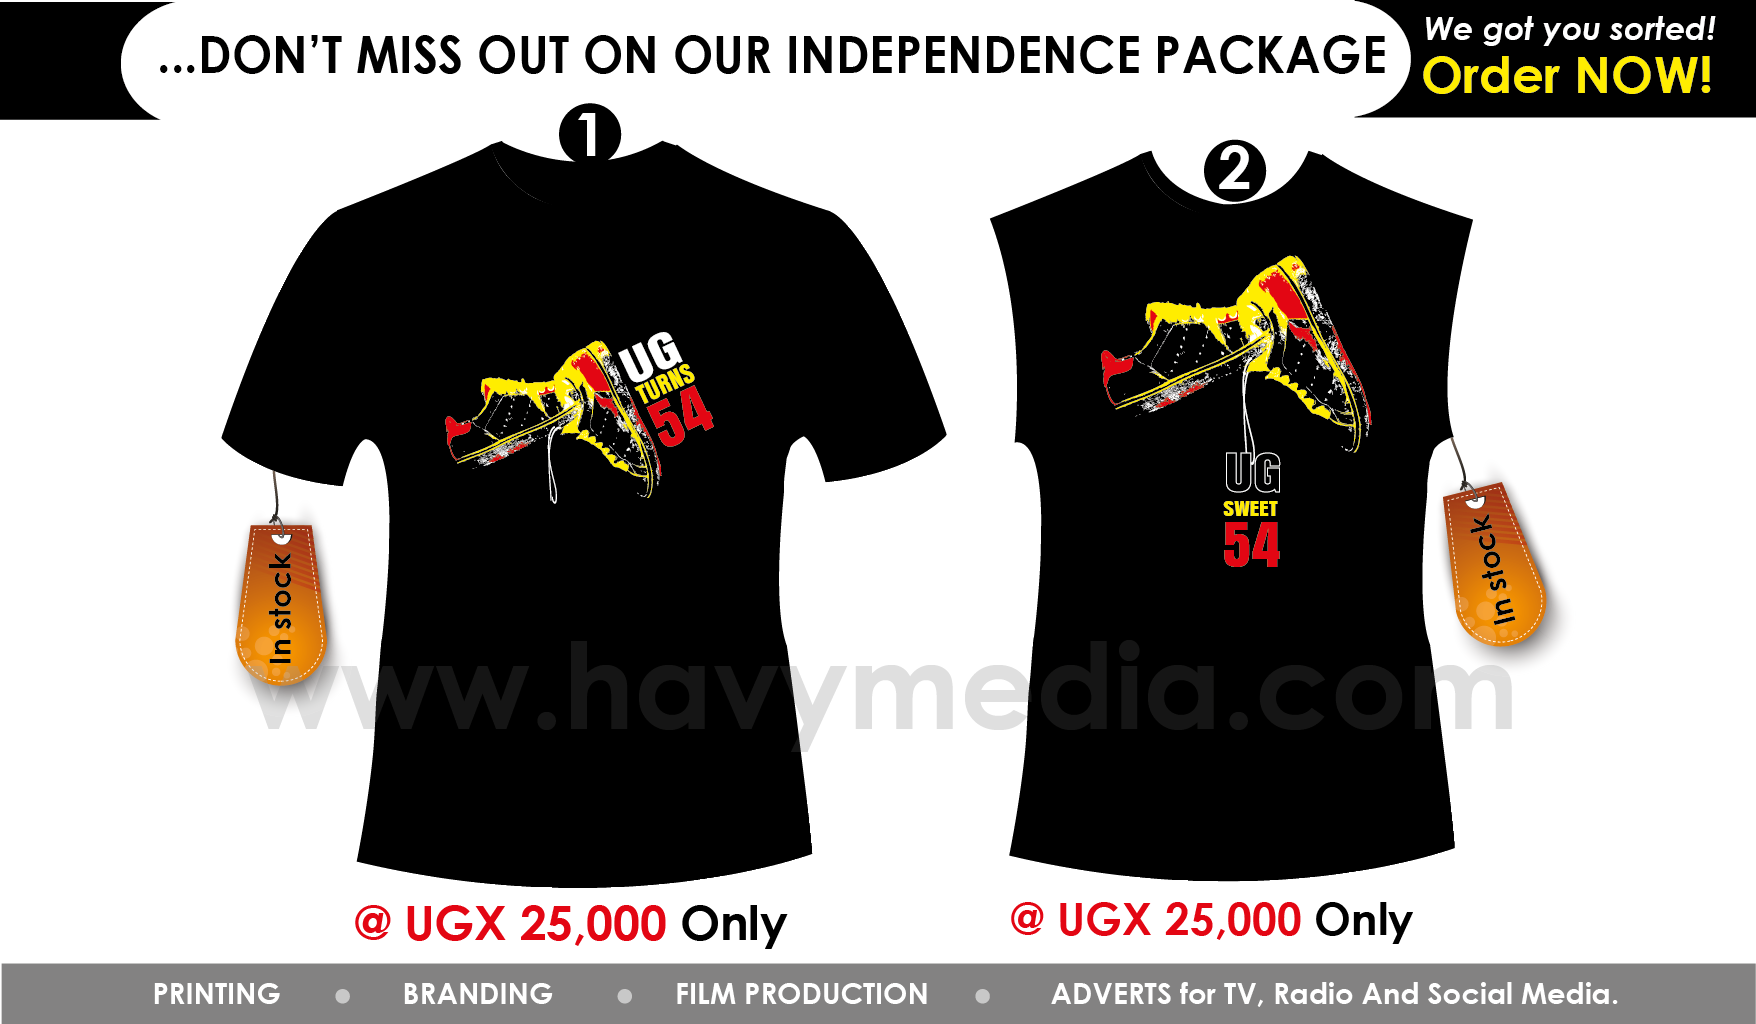 ...DON'T MISS OUT ON OUR INDEPENDENCE PACKAGE
We got you sorted!
Order NOW!
1
2
UG
TURNS
54
UG
SWEET
54
In stock
In stock
www.havymedia.com
@ UGX 25,000 Only
@ UGX 25,000 Only
PRINTING • BRANDING • FILM PRODUCTION • ADVERTS for TV, Radio And Social Media.